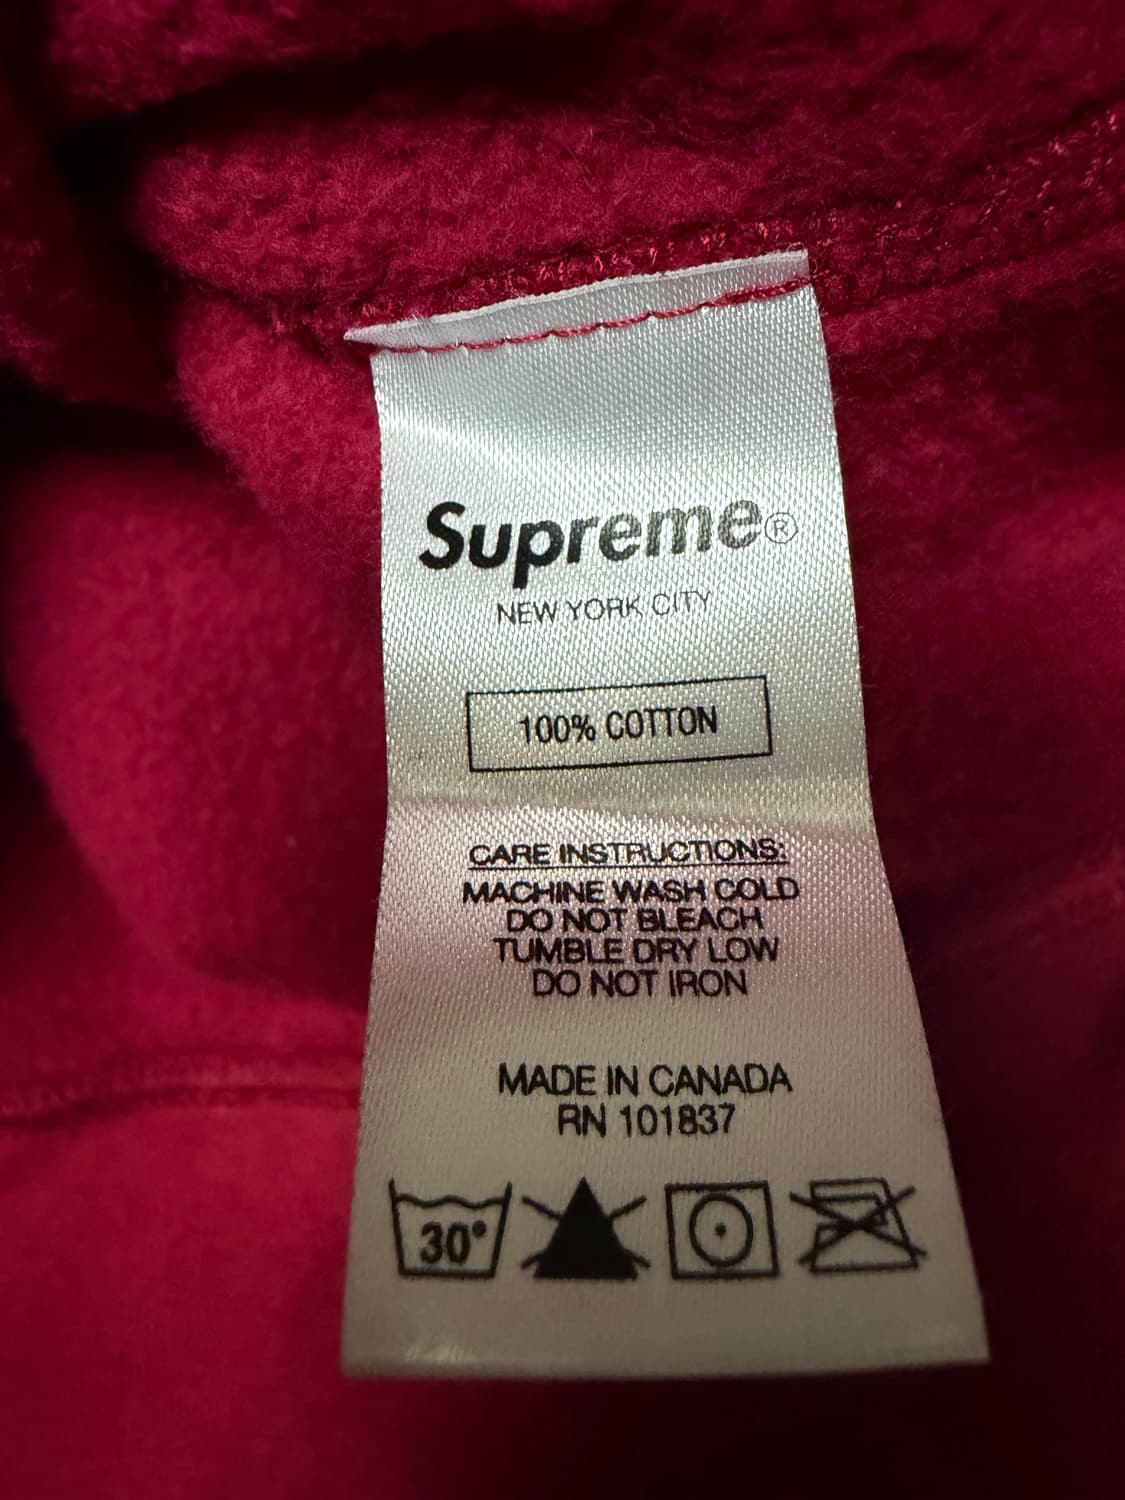 Supreme®
NEW YORK CITY
100% COTTON
CARE INSTRUCTIONS:
MACHINE WASH COLD
DO NOT BLEACH
TUMBLE DRY LOW
DO NOT IRON
MADE IN CANADA
RN 101837
30°